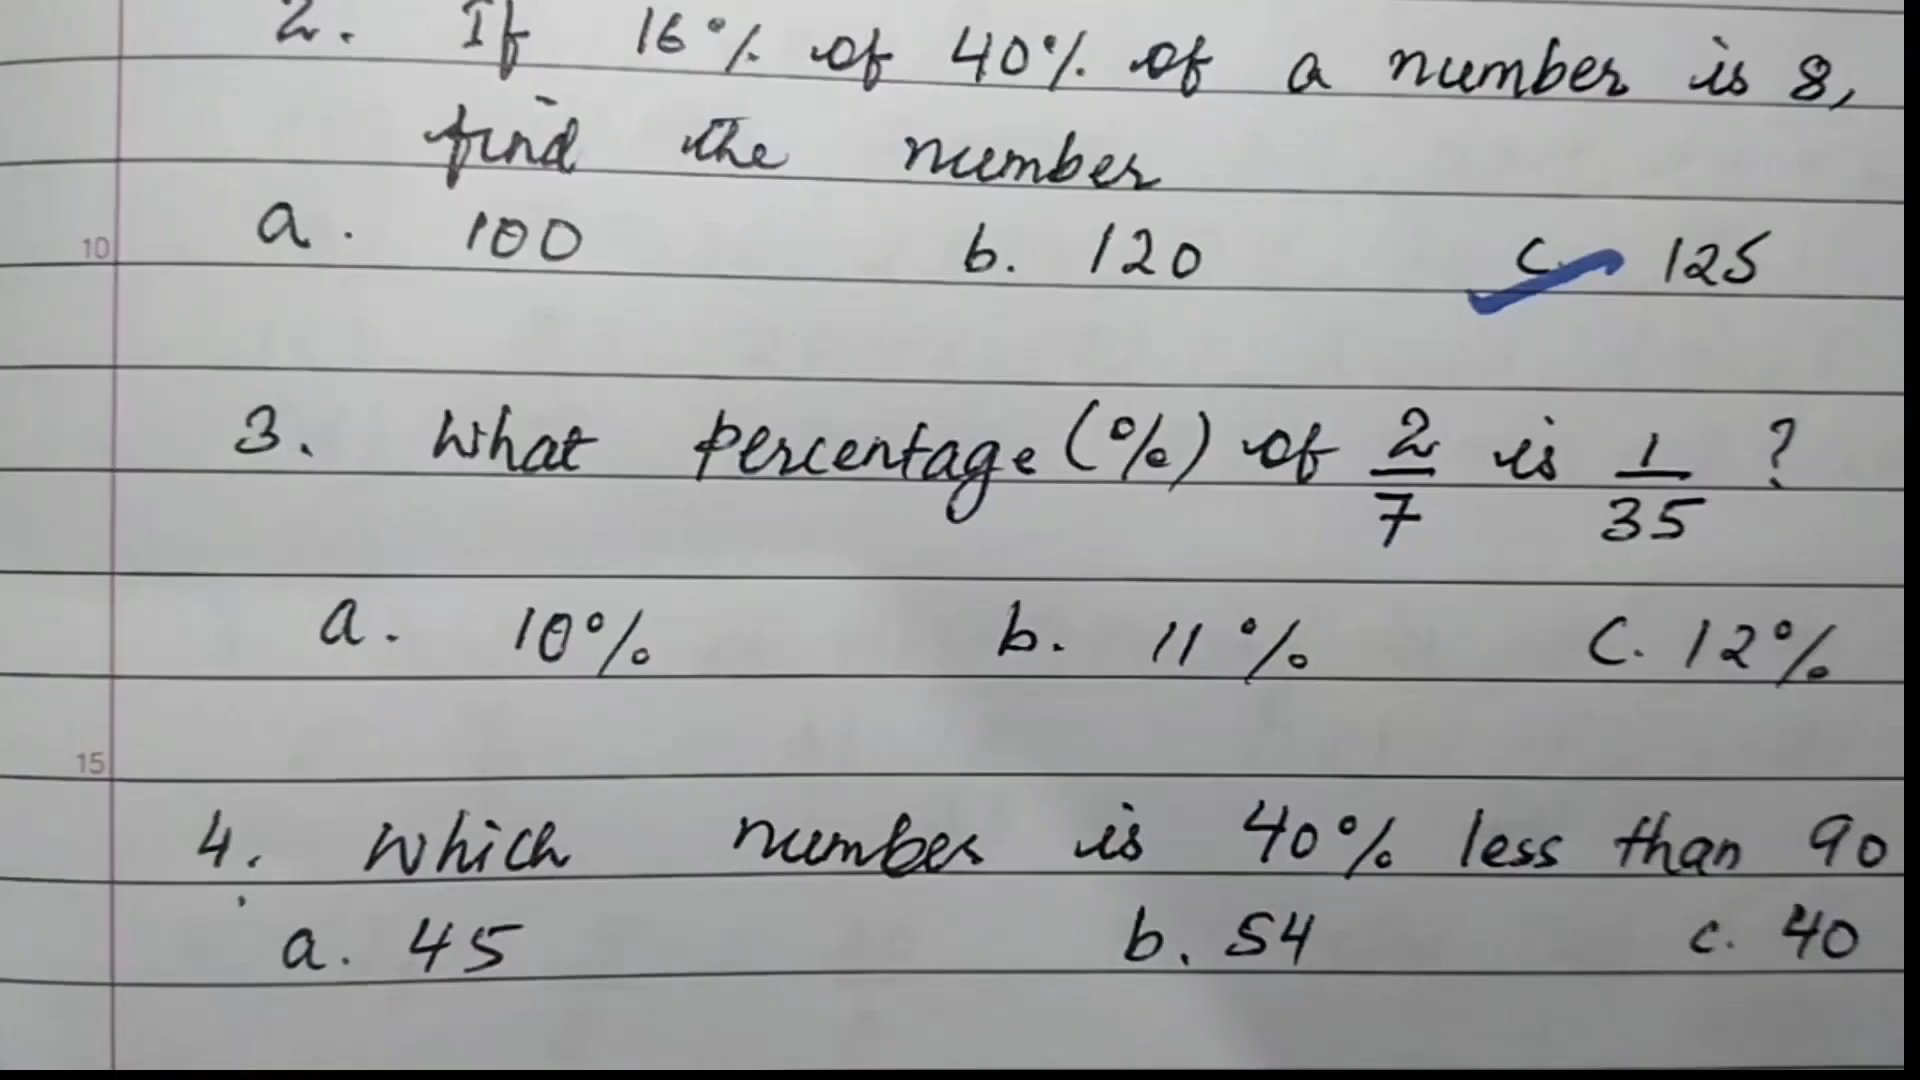 2. If 16% of 40% of a number is 8,
find the number
a. 100 b. 120 c. 125
10
3. What percentage (%) of 2/7 is 1/35 ?
a. 10% b. 11% C. 12%
15
4. Which number is 40% less than 90
a. 45 b. 54 c. 40